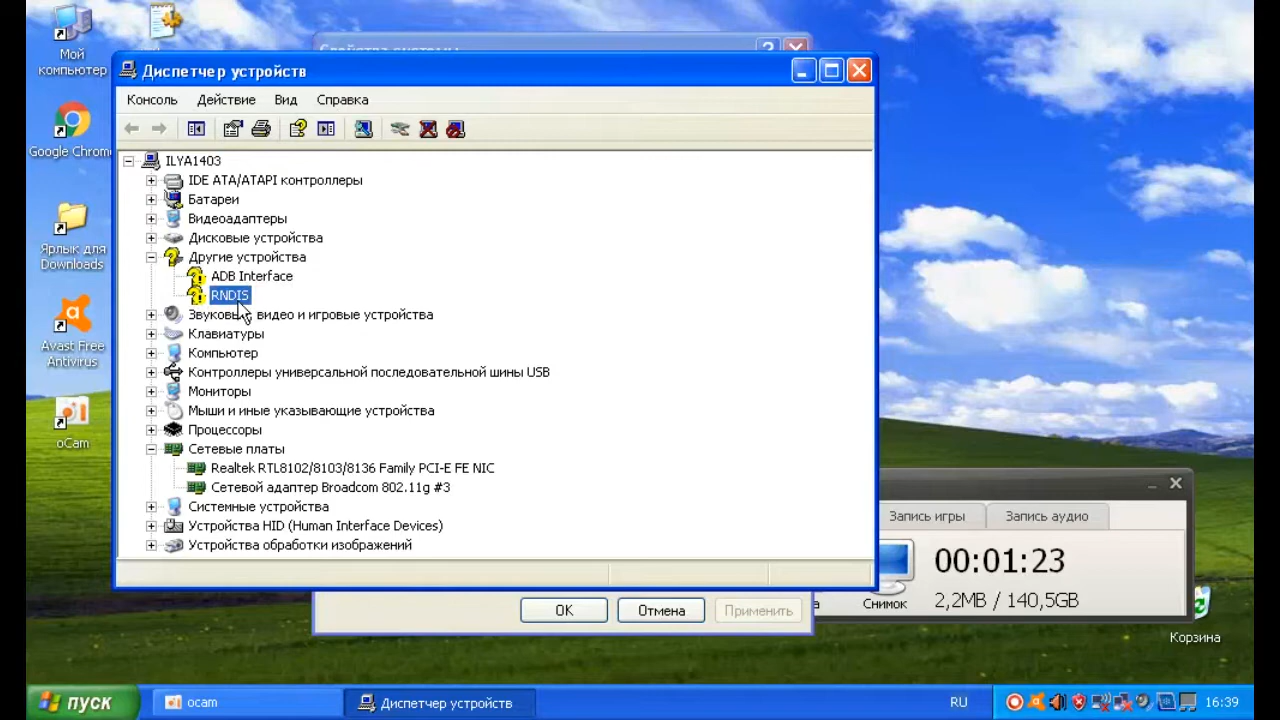 Мой
компьютер
Google Chrom
Ярлык для
Downloads
Avast Free
Antivirus
oCam
Свойства системы
Диспетчер устройств
Консоль Действие Вид Справка
ILYA1403
IDE ATA/ATAPI контроллеры
Батареи
Видеоадаптеры
Дисковые устройства
Другие устройства
ADB Interface
RNDIS
Звуковые, видео и игровые устройства
Клавиатуры
Компьютер
Контроллеры универсальной последовательной шины USB
Мониторы
Мыши и иные указывающие устройства
Процессоры
Сетевые платы
Realtek RTL8102/8103/8136 Family PCI-E FE NIC
Сетевой адаптер Broadcom 802.11g #3
Системные устройства
Устройства HID (Human Interface Devices)
Устройства обработки изображений
OK Отмена Применить
Запись игры Запись аудио
00:01:23
Снимок 2,2MB / 140,5GB
Корзина
пуск ocam Диспетчер устройств RU 16:39